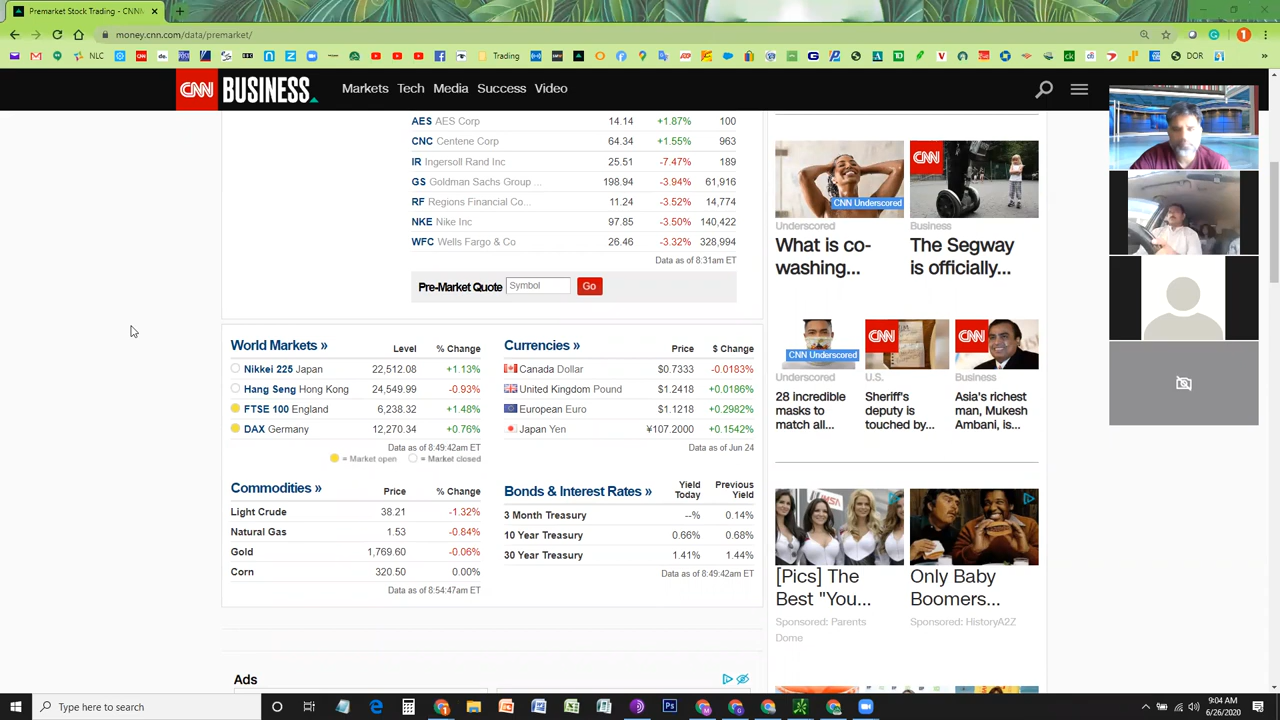 Premarket Stocks - CNN
money.cnn.com/data/premarket/
NLC
Trading
DOR
CNN BUSINESS
Markets Tech Media Success Video
AES AES Corp 14.14 +1.87% 100
CNC Centene Corp 64.34 +1.55% 963
IR Ingersoll Rand Inc 25.51 -7.47% 189
GS Goldman Sachs Group ... 198.94 -3.94% 61,916
RF Regions Financial Co... 11.24 -3.52% 14,774
NKE Nike Inc 97.85 -3.50% 140,422
WFC Wells Fargo & Co 26.46 -3.32% 328,994
Data as of 8:31am ET
Pre-Market Quote Symbol Go
World Markets » Level % Change
Nikkei 225 Japan 22,512.08 +1.13%
Hang Seng Hong Kong 24,549.99 -0.93%
FTSE 100 England 6,238.32 +1.48%
DAX Germany 12,270.34 +0.76%
Data as of 8:49:42am ET
= Market open = Market closed
Currencies » Price $ Change
Canada Dollar $0.7333 -0.0183%
United Kingdom Pound $1.2418 +0.0186%
European Euro $1.1218 +0.2982%
Japan Yen ¥107.2000 +0.1542%
Data as of Jun 24
Commodities » Price % Change
Light Crude 38.21 -1.32%
Natural Gas 1.53 -0.84%
Gold 1,769.60 -0.06%
Corn 320.50 0.00%
Data as of 8:54:47am ET
Bonds & Interest Rates » Yield Today Previous Yield
3 Month Treasury --% 0.14%
10 Year Treasury 0.66% 0.68%
30 Year Treasury 1.41% 1.44%
Data as of 8:49:42am ET
Ads
CNN Underscored
Underscored
What is co-
washing...
CNN
Business
The Segway
is officially...
CNN Underscored
Underscored
28 incredible
masks to
match all...
CNN
U.S.
Sheriff's
deputy is
touched by...
CNN
Business
Asia's richest
man, Mukesh
Ambani, is...
[Pics] The
Best "You...
Sponsored: Parents
Dome
Only Baby
Boomers...
Sponsored: HistoryA2Z
Type here to search
9:04 AM
6/26/2020